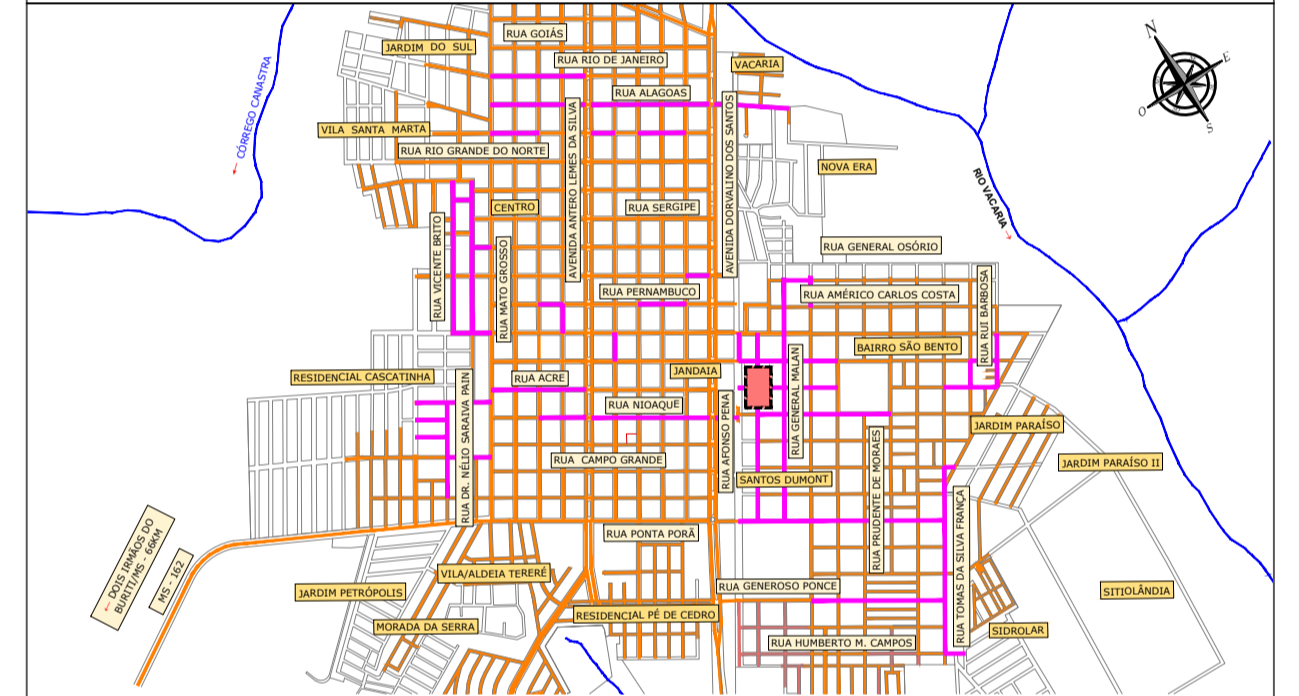 RUA GOIÁS
JARDIM DO SUL
RUA RIO DE JANEIRO
VACARIA
N
E
O
S
RUA ALAGOAS
CÓRREGO CANASTRA
←
VILA SANTA MARTA
RUA RIO GRANDE DO NORTE
AVENIDA ANTERO LEMES DA SILVA
AVENIDA DORVALINO DOS SANTOS
NOVA ERA
RIO VACARIA →
CENTRO
RUA SERGIPE
RUA VICENTE BRITO
RUA MATO GROSSO
RUA GENERAL OSÓRIO
RUA PERNAMBUCO
RUA AMÉRICO CARLOS COSTA
RUA RUI BARBOSA
BAIRRO SÃO BENTO
RESIDENCIAL CASCATINHA
RUA ACRE
JANDAIA
RUA GENERAL MALAN
RUA DR. NÉLIO SARAIVA PAIN
RUA NIOAQUE
RUA AFONSO PENA
JARDIM PARAÍSO
RUA CAMPO GRANDE
JARDIM PARAÍSO II
SANTOS DUMONT
RUA PRUDENTE DE MORAES
RUA TOMAS DA SILVA FRANÇA
← DOIS IRMÃOS DO
BURITI/MS - 66KM
MS - 162
RUA PONTA PORÃ
VILA/ALDEIA TERERÉ
JARDIM PETRÓPOLIS
RUA GENEROSO PONCE
SITIOLÂNDIA
RESIDENCIAL PÉ DE CEDRO
MORADA DA SERRA
SIDROLAR
RUA HUMBERTO M. CAMPOS